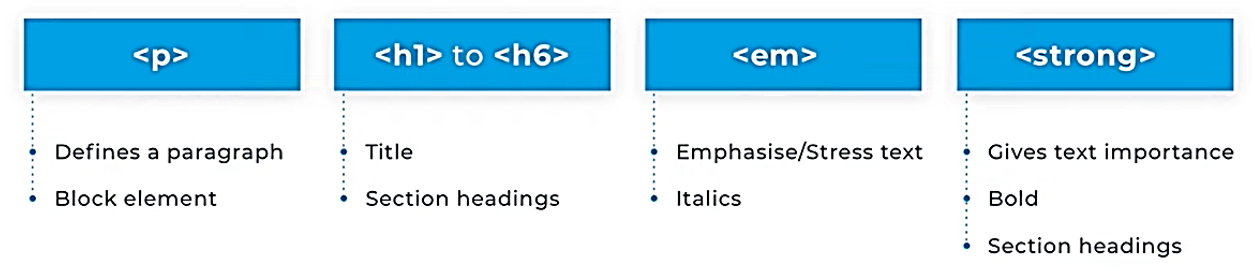 <p>
Defines a paragraph
Block element
<h1> to <h6>
Title
Section headings
<em>
Emphasise/Stress text
Italics
<strong>
Gives text importance
Bold
Section headings